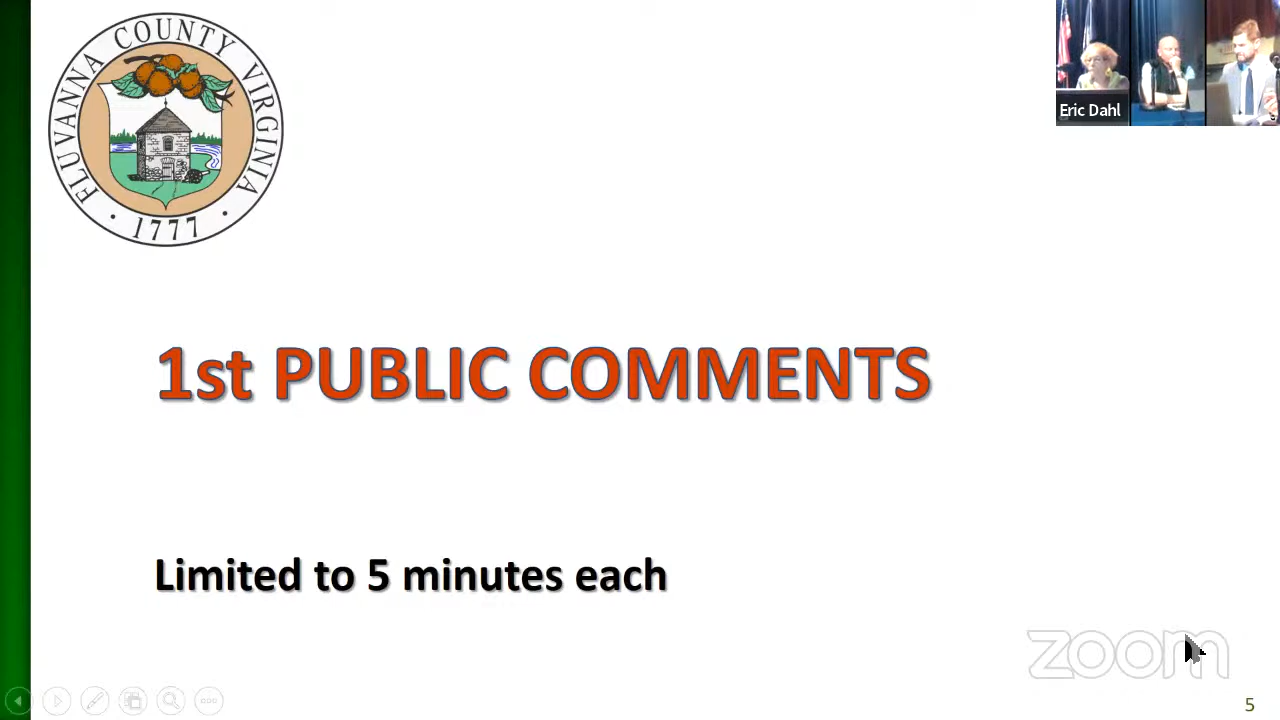 FLUVANNA COUNTY VIRGINIA
· 1777 ·
Eric Dahl
1st PUBLIC COMMENTS
Limited to 5 minutes each
zoom
5